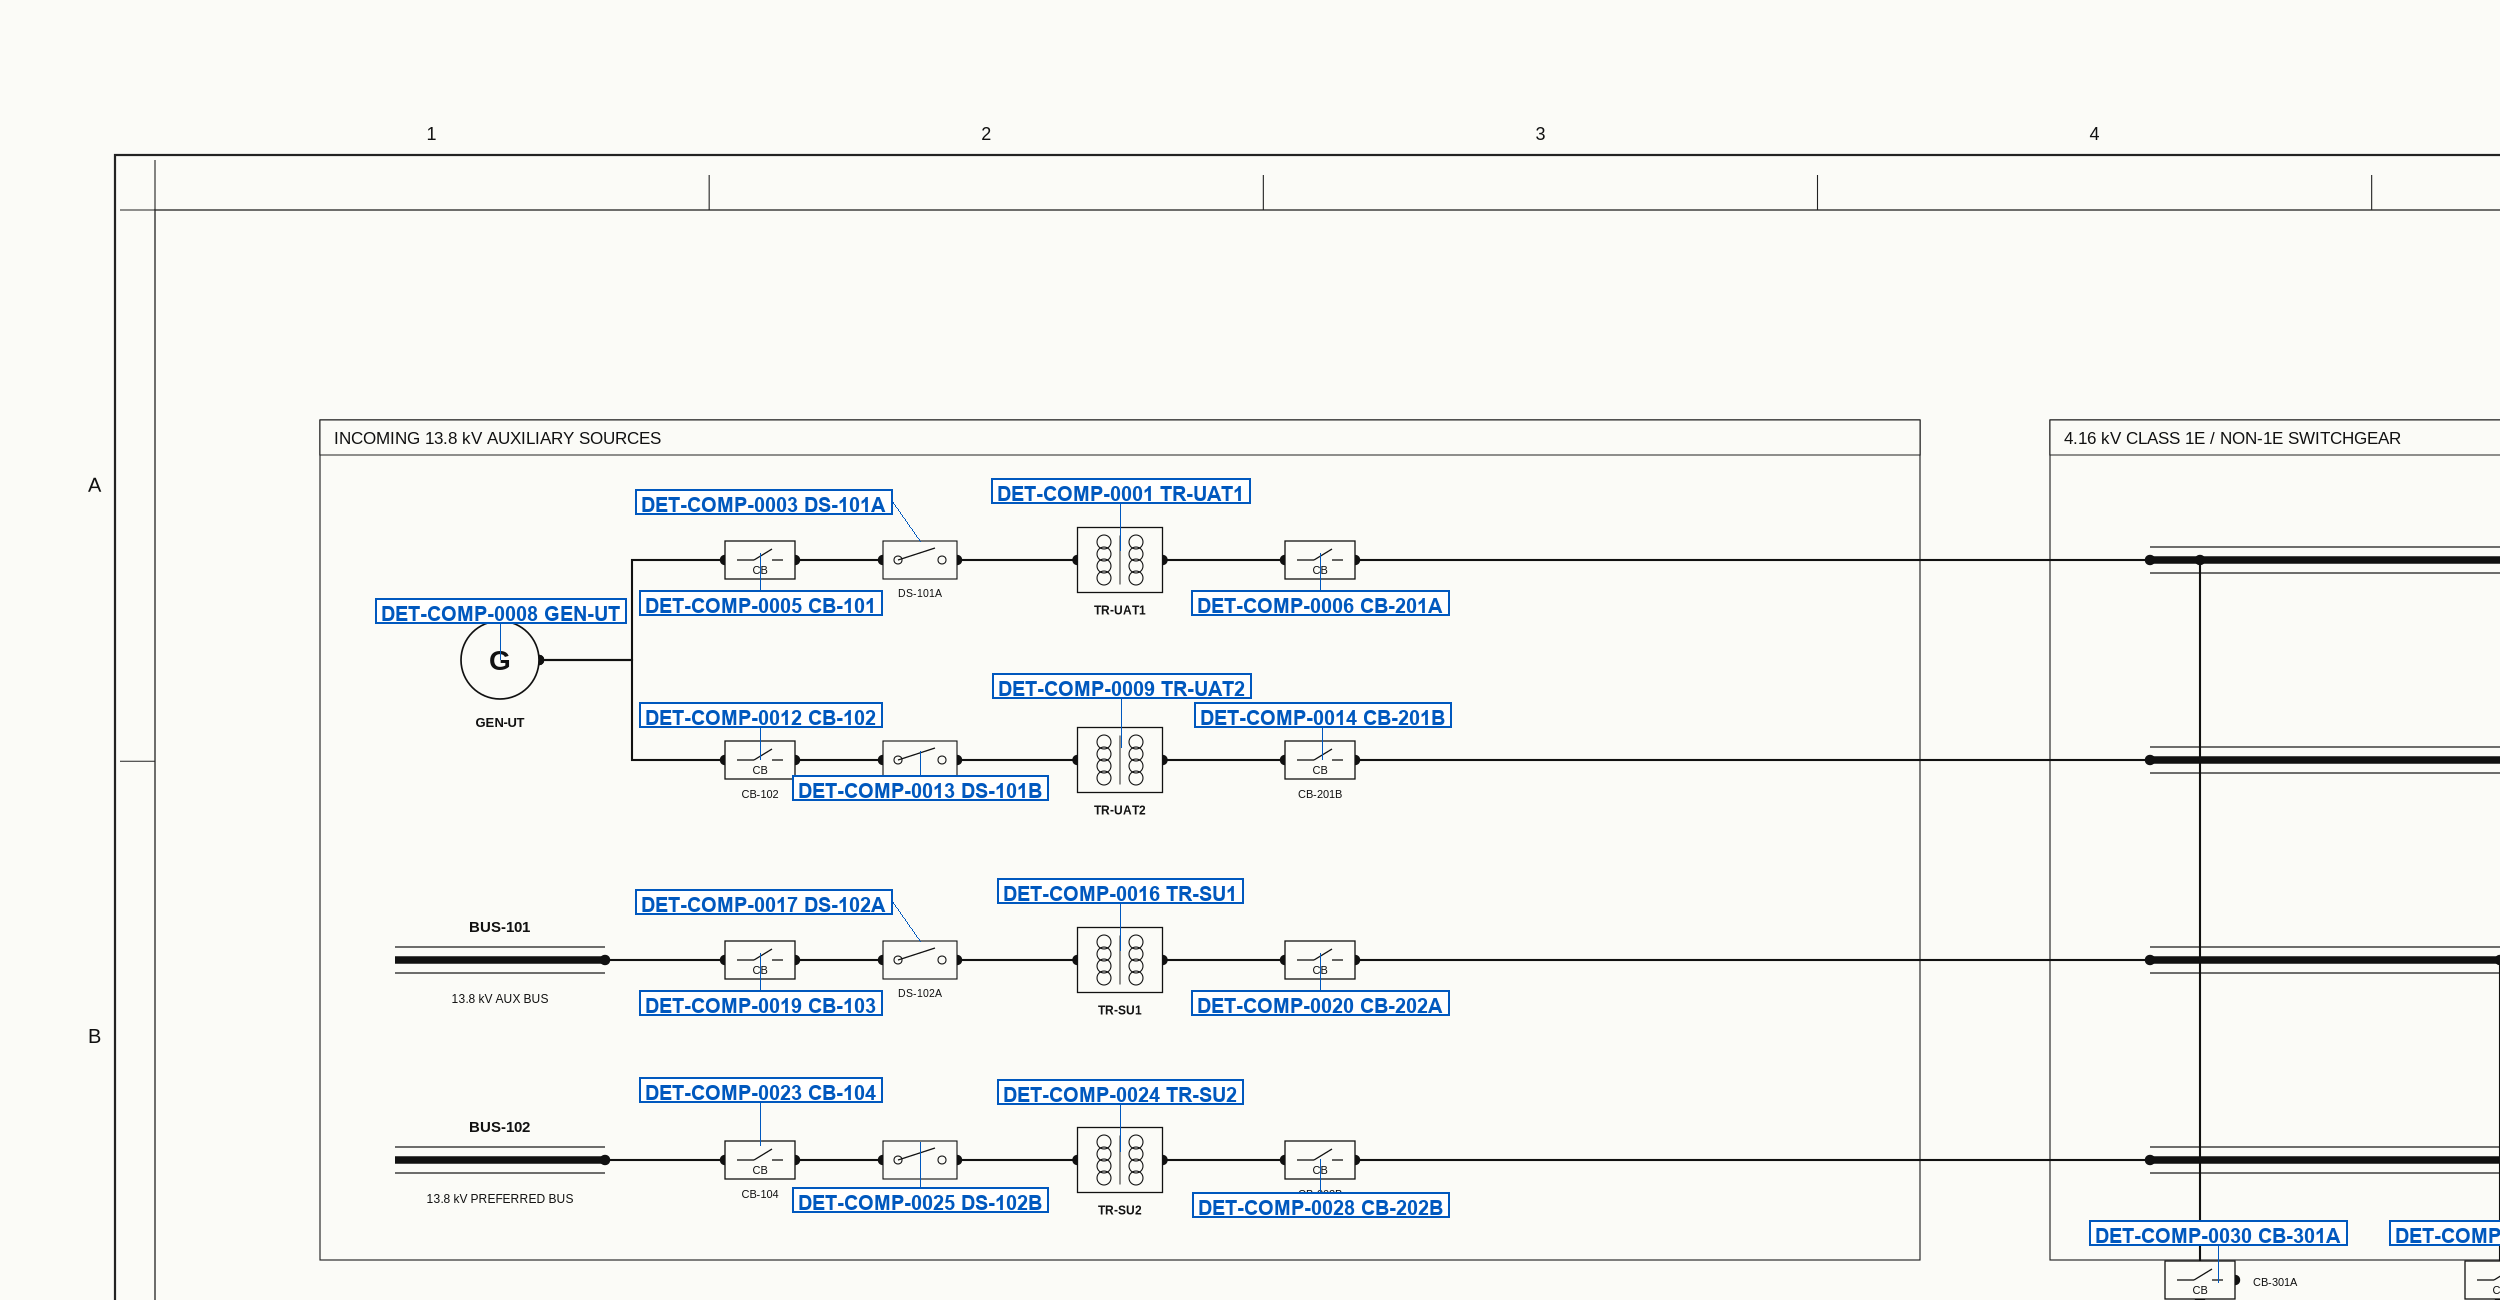 1 2 3 4
INCOMING 13.8 kV AUXILIARY SOURCES
4.16 kV CLASS 1E / NON-1E SWITCHGEAR
A
DET-COMP-0003 DS-101A
DET-COMP-0001 TR-UAT1
CB
CB
DET-COMP-0005 CB-101
DS-101A
TR-UAT1
DET-COMP-0006 CB-201A
DET-COMP-0008 GEN-UT
G
GEN-UT
DET-COMP-0009 TR-UAT2
DET-COMP-0012 CB-102
DET-COMP-0014 CB-201B
CB
CB
CB-102
DET-COMP-0013 DS-101B
TR-UAT2
CB-201B
DET-COMP-0017 DS-102A
DET-COMP-0016 TR-SU1
BUS-101
CB
CB
13.8 kV AUX BUS
DET-COMP-0019 CB-103
DS-102A
TR-SU1
DET-COMP-0020 CB-202A
B
DET-COMP-0023 CB-104
DET-COMP-0024 TR-SU2
BUS-102
CB
CB
13.8 kV PREFERRED BUS
CB-104
DET-COMP-0025 DS-102B
TR-SU2
DET-COMP-0028 CB-202B
DET-COMP-0030 CB-301A
DET-COMP
CB
CB-301A